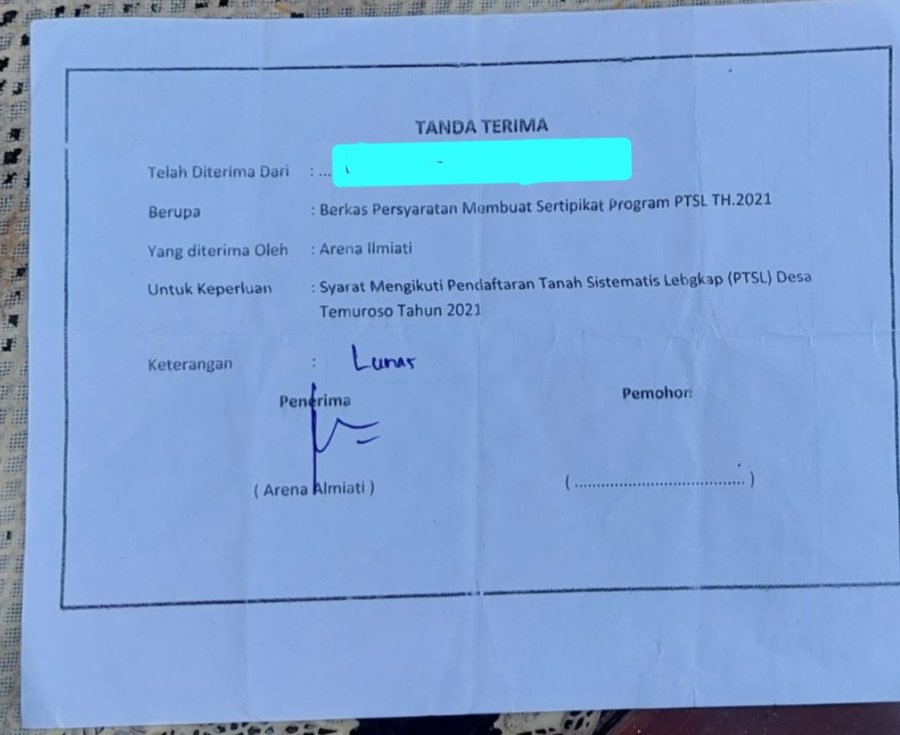 TANDA TERIMA
Telah Diterima Dari : ...
Berupa : Berkas Persyaratan Membuat Sertipikat Program PTSL TH.2021
Yang diterima Oleh : Arena Ilmiati
Untuk Keperluan : Syarat Mengikuti Pendaftaran Tanah Sistematis Lebgkap (PTSL) Desa
Temuroso Tahun 2021
Keterangan : Lunas
Penerima Pemohon
( Arena Almiati ) ( ..................................... )